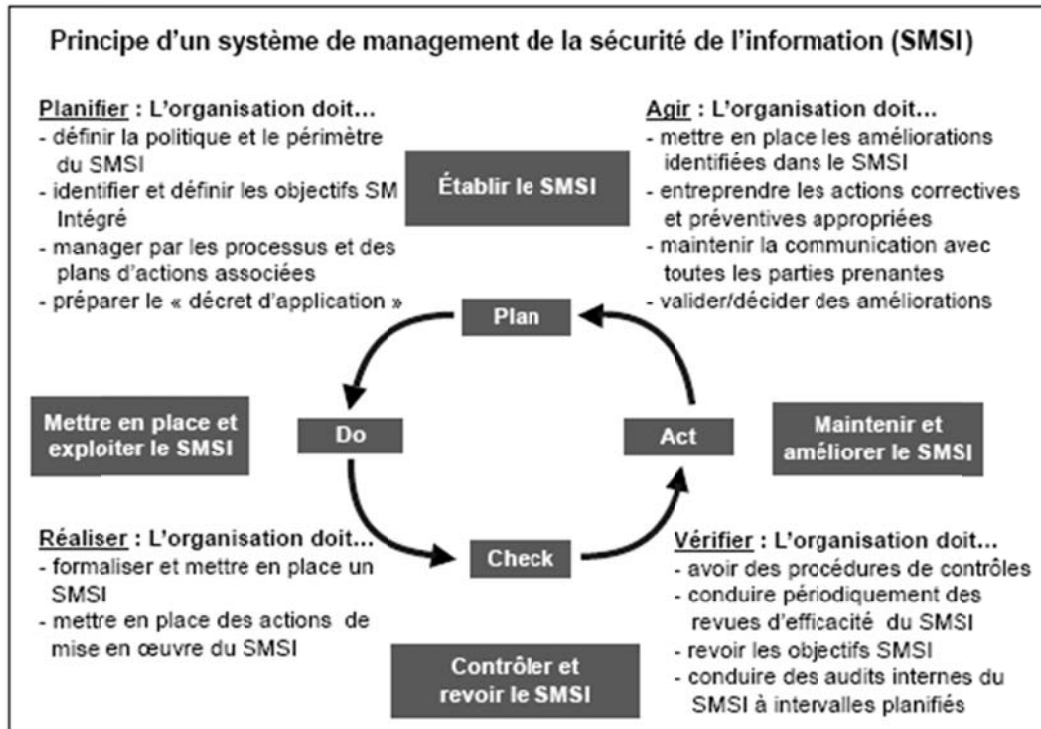 Principe d'un système de management de la sécurité de l'information (SMSI)
Planifier : L'organisation doit...
- définir la politique et le périmètre
du SMSI
- identifier et définir les objectifs SM
Intégré
- manager par les processus et des
plans d'actions associées
- préparer le « décret d'application »
Établir le SMSI
Agir : L'organisation doit...
- mettre en place les améliorations
identifiées dans le SMSI
- entreprendre les actions correctives
et préventives appropriées
- maintenir la communication avec
toutes les parties prenantes
- valider/décider des améliorations
Plan
Mettre en place et
exploiter le SMSI
Do
Act
Maintenir et
améliorer le SMSI
Réaliser : L'organisation doit...
- formaliser et mettre en place un
SMSI
- mettre en place des actions de
mise en œuvre du SMSI
Check
Contrôler et
revoir le SMSI
Vérifier : L'organisation doit...
- avoir des procédures de contrôles
- conduire périodiquement des
revues d'efficacité du SMSI
- revoir les objectifs SMSI
- conduire des audits internes du
SMSI à intervalles planifiés